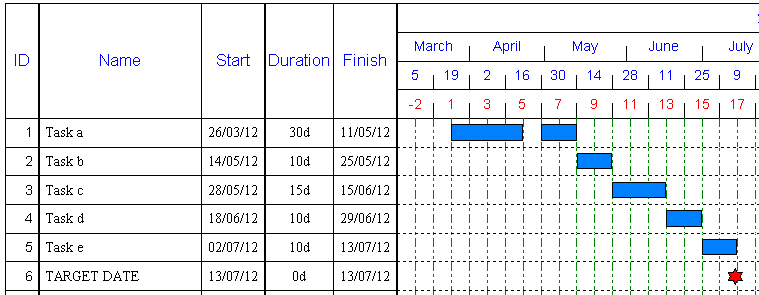 March April May June July
ID Name Start Duration Finish
5 19 2 16 30 14 28 11 25 9
-2 1 3 5 7 9 11 13 15 17
1 Task a 26/03/12 30d 11/05/12
2 Task b 14/05/12 10d 25/05/12
3 Task c 28/05/12 15d 15/06/12
4 Task d 18/06/12 10d 29/06/12
5 Task e 02/07/12 10d 13/07/12
6 TARGET DATE 13/07/12 0d 13/07/12